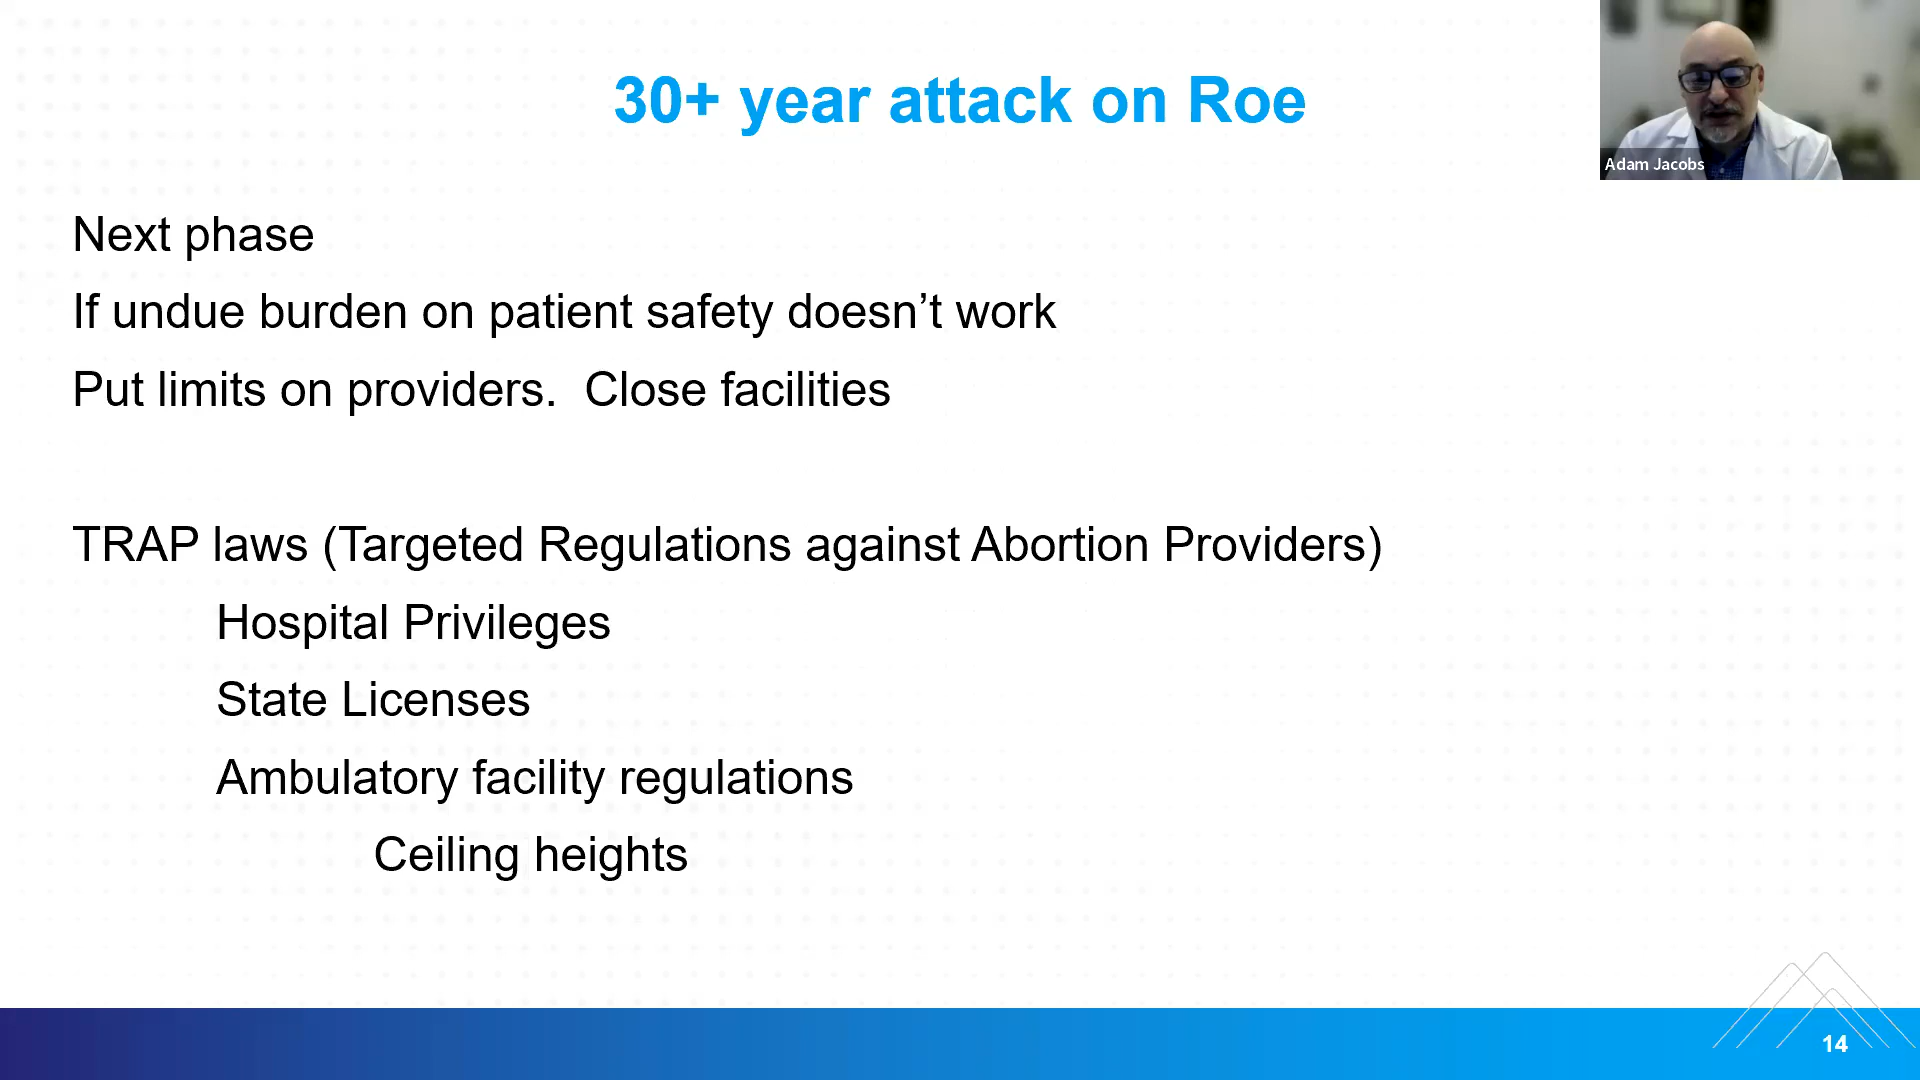 30+ year attack on Roe
Adam Jacobs
Next phase
If undue burden on patient safety doesn’t work
Put limits on providers.  Close facilities
TRAP laws (Targeted Regulations against Abortion Providers)
Hospital Privileges
State Licenses
Ambulatory facility regulations
Ceiling heights
14